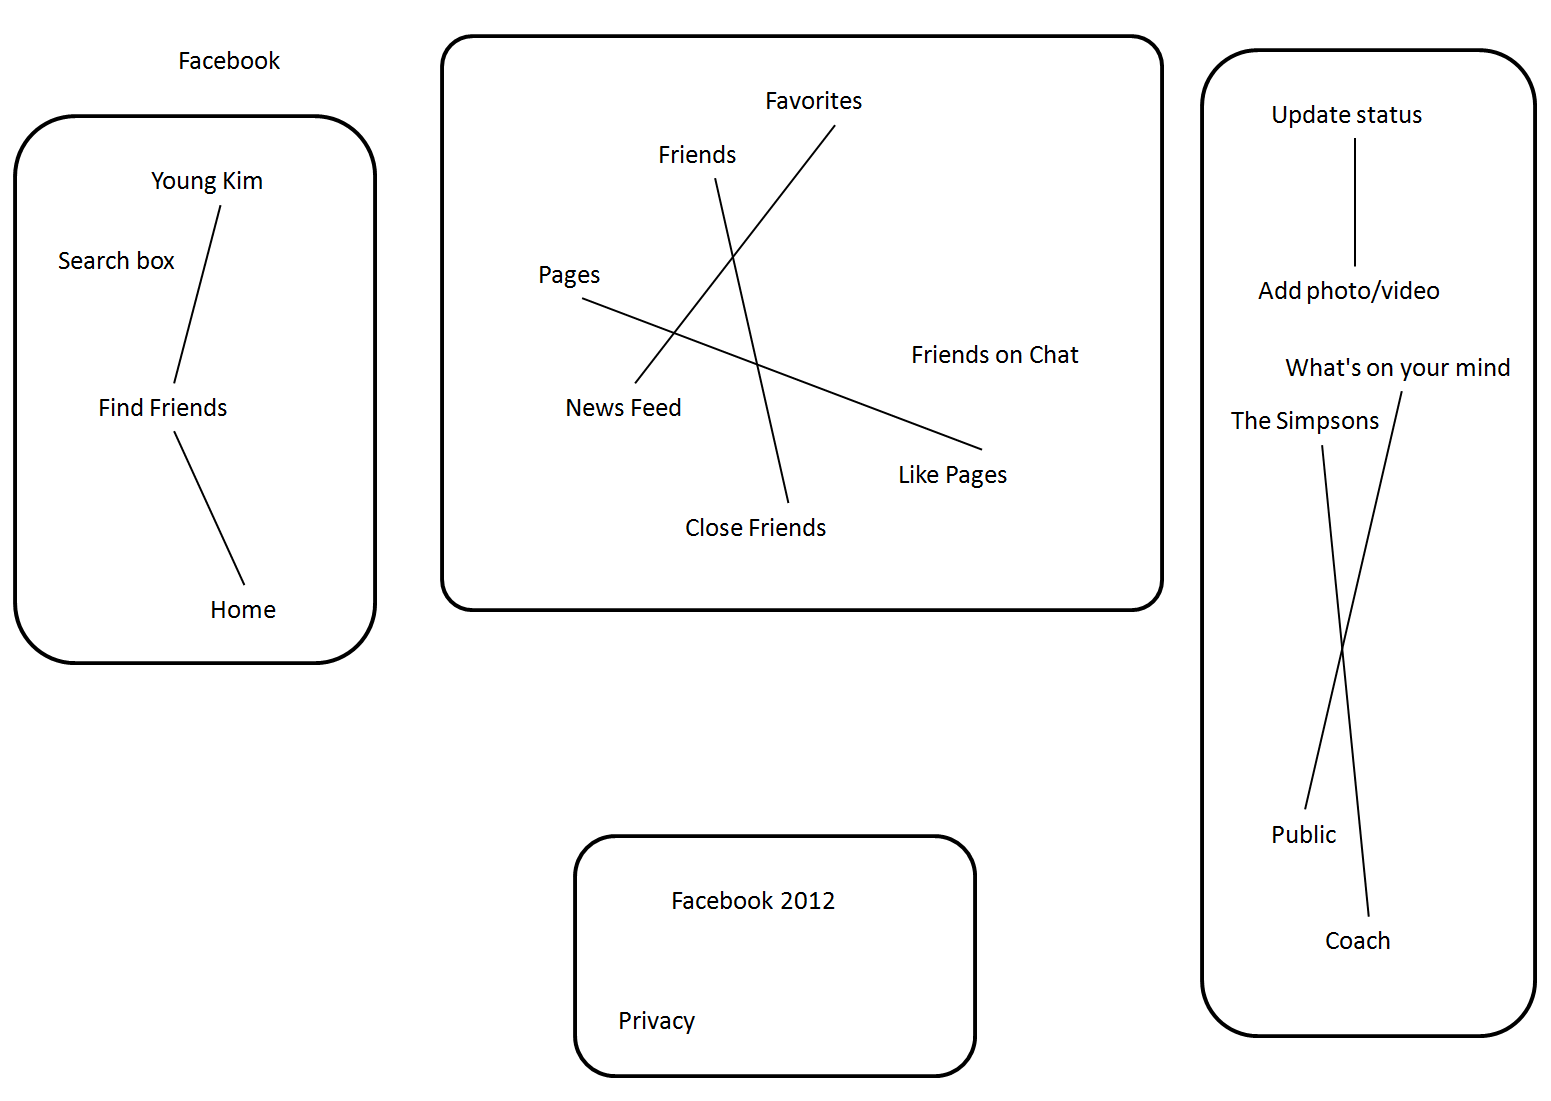 Facebook
Young Kim
Search box
Find Friends
Home
Favorites
Friends
Pages
Friends on Chat
News Feed
Like Pages
Close Friends
Update status
Add photo/video
What's on your mind
The Simpsons
Public
Coach
Facebook 2012
Privacy